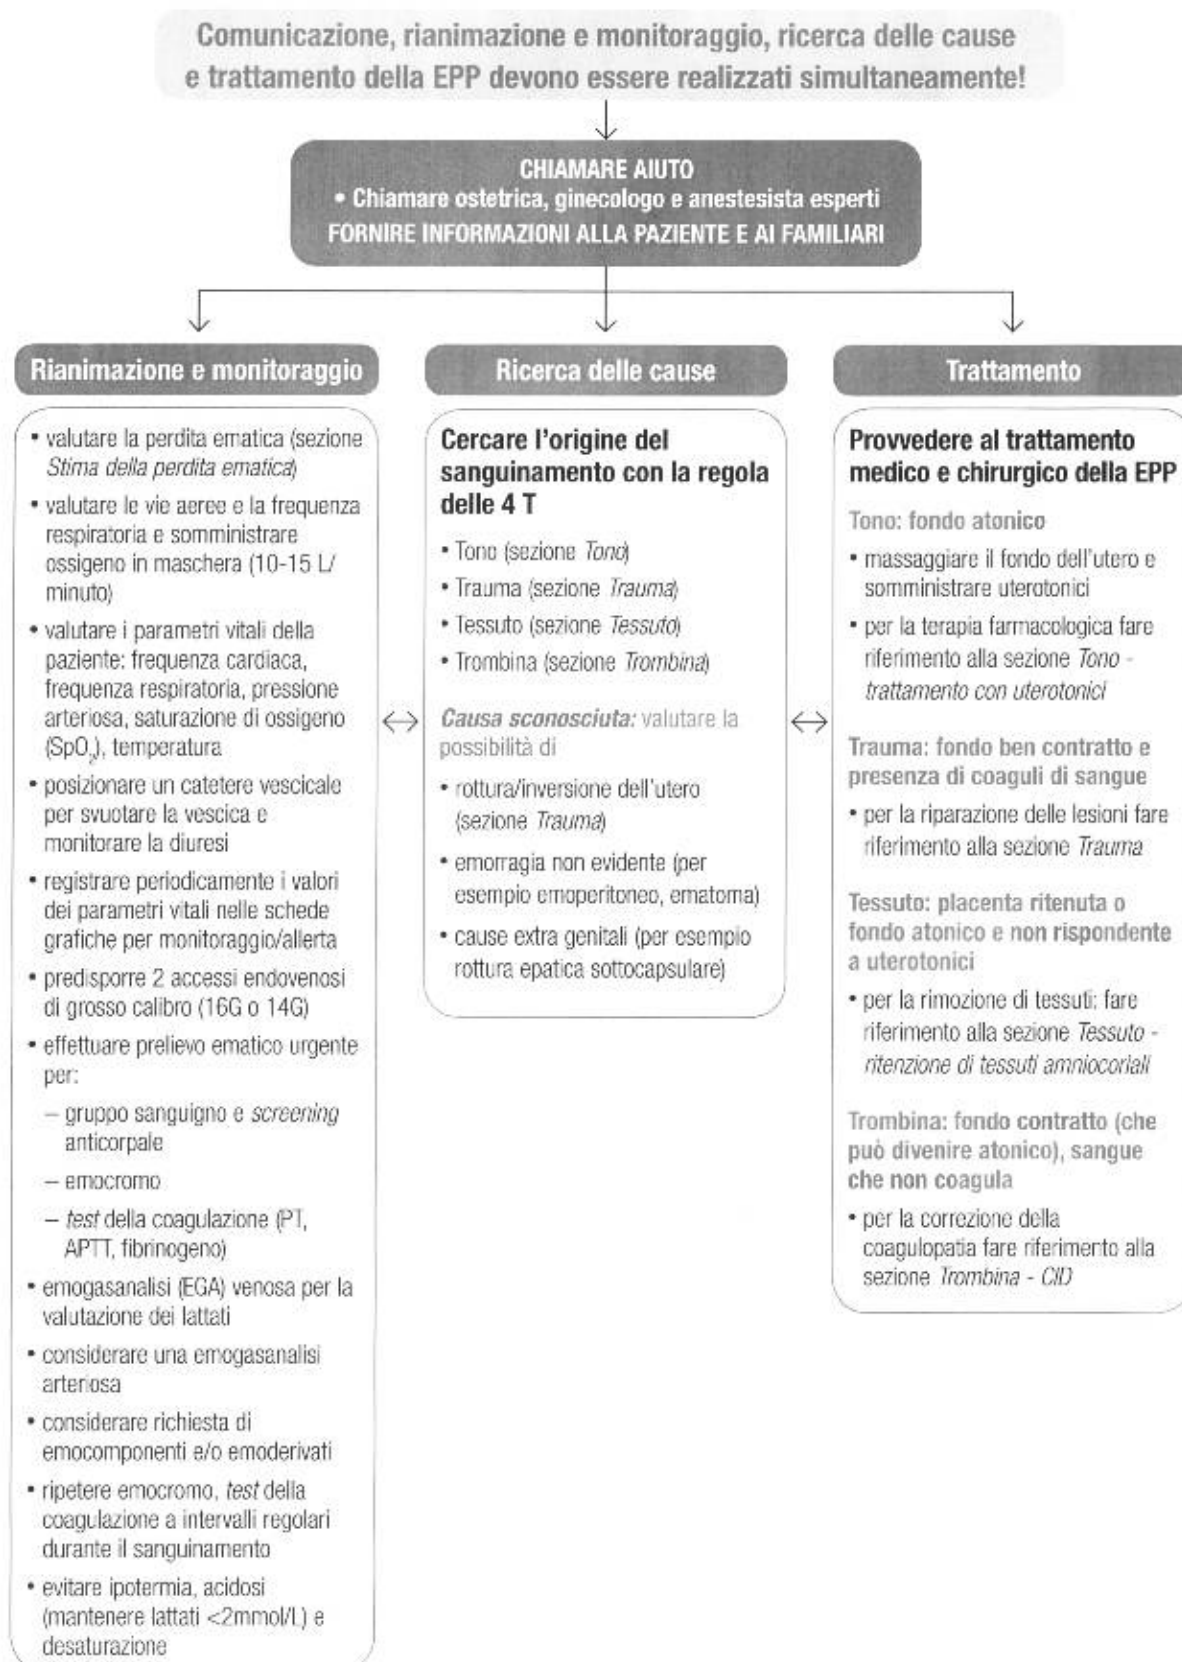 Comunicazione, rianimazione e monitoraggio, ricerca delle cause
e trattamento della EPP devono essere realizzati simultaneamente!
CHIAMARE AIUTO
• Chiamare ostetrica, ginecologo e anestesista esperti
FORNIRE INFORMAZIONI ALLA PAZIENTE E AI FAMILIARI
Rianimazione e monitoraggio
• valutare la perdita ematica (sezione
Stima della perdita ematica)
• valutare le vie aeree e la frequenza
respiratoria e somministrare
ossigeno in maschera (10-15 L/
minuto)
• valutare i parametri vitali della
paziente: frequenza cardiaca,
frequenza respiratoria, pressione
arteriosa, saturazione di ossigeno
(SpO₂), temperatura
• posizionare un catetere vescicale
per svuotare la vescica e
monitorare la diuresi
• registrare periodicamente i valori
dei parametri vitali nelle schede
grafiche per monitoraggio/allerta
• predisporre 2 accessi endovenosi
di grosso calibro (16G o 14G)
• effettuare prelievo ematico urgente
per:
– gruppo sanguigno e screening
anticorpale
– emocromo
– test della coagulazione (PT,
APTT, fibrinogeno)
• emogasanalisi (EGA) venosa per la
valutazione dei lattati
• considerare una emogasanalisi
arteriosa
• considerare richiesta di
emocomponenti e/o emoderivati
• ripetere emocromo, test della
coagulazione a intervalli regolari
durante il sanguinamento
• evitare ipotermia, acidosi
(mantenere lattati <2mmol/L) e
desaturazione
Ricerca delle cause
Cercare l'origine del
sanguinamento con la regola
delle 4 T
• Tono (sezione Tono)
• Trauma (sezione Trauma)
• Tessuto (sezione Tessuto)
• Trombina (sezione Trombina)
Causa sconosciuta: valutare la
possibilità di
• rottura/inversione dell'utero
(sezione Trauma)
• emorragia non evidente (per
esempio emoperitoneo, ematoma)
• cause extra genitali (per esempio
rottura epatica sottocapsulare)
Trattamento
Provvedere al trattamento
medico e chirurgico della EPP
Tono: fondo atonico
• massaggiare il fondo dell'utero e
somministrare uterotonici
• per la terapia farmacologica fare
riferimento alla sezione Tono -
trattamento con uterotonici
Trauma: fondo ben contratto e
presenza di coaguli di sangue
• per la riparazione delle lesioni fare
riferimento alla sezione Trauma
Tessuto: placenta ritenuta o
fondo atonico e non rispondente
a uterotonici
• per la rimozione di tessuti: fare
riferimento alla sezione Tessuto -
ritenzione di tessuti amniocoriali
Trombina: fondo contratto (che
può divenire atonico), sangue
che non coagula
• per la correzione della
coagulopatia fare riferimento alla
sezione Trombina - CID